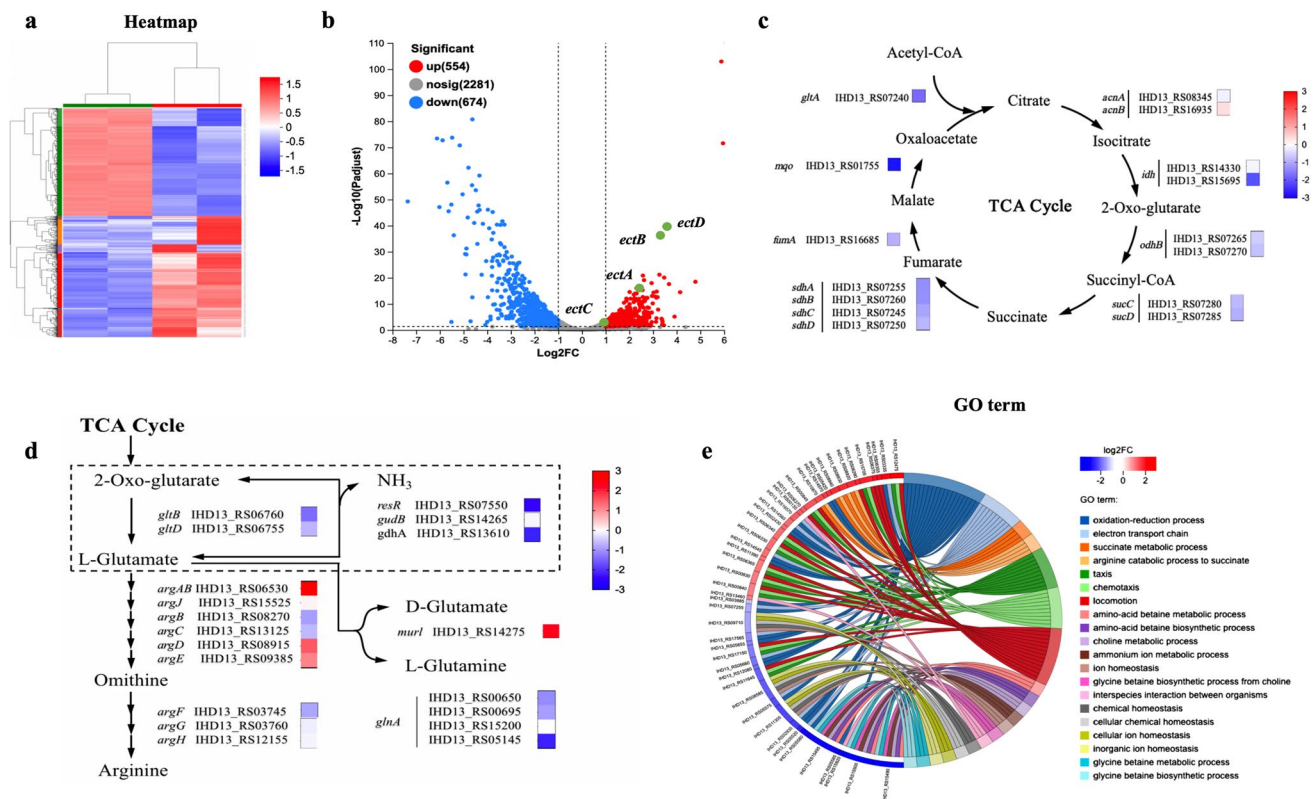 a
Heatmap
1.5
1
0.5
0
-0.5
-1
-1.5
b
Significant
up(554)
nosig(2281)
down(674)
-Log10(Padjust)
110
100
90
80
70
60
50
40
30
20
10
0
ectD
ectB
ectA
ectC
-8 -7 -6 -5 -4 -3 -2 -1 0 1 2 3 4 5 6
Log2FC
c
Acetyl-CoA
gltA IHD13_RS07240
Citrate
acnA IHD13_RS08345
acnB IHD13_RS16935
Oxaloacetate
Isocitrate
mqo IHD13_RS01755
idh IHD13_RS14330
IHD13_RS15695
Malate
TCA Cycle
2-Oxo-glutarate
fumA IHD13_RS16685
odhB IHD13_RS07265
IHD13_RS07270
Fumarate
Succinyl-CoA
sdhA IHD13_RS07255
sdhB IHD13_RS07260
sdhC IHD13_RS07245
sdhD IHD13_RS07250
Succinate
sucC IHD13_RS07280
sucD IHD13_RS07285
3
2
1
0
-1
-2
-3
d
TCA Cycle
2-Oxo-glutarate
NH3
gltB IHD13_RS06760
gltD IHD13_RS06755
resR IHD13_RS07550
gudB IHD13_RS14265
gdhA IHD13_RS13610
L-Glutamate
3
2
1
0
-1
-2
-3
argAB IHD13_RS06530
argJ IHD13_RS15525
argB IHD13_RS08270
argC IHD13_RS13125
argD IHD13_RS08915
argE IHD13_RS09385
D-Glutamate
murl IHD13_RS14275
L-Glutamine
Omithine
argF IHD13_RS03745
argG IHD13_RS03760
argH IHD13_RS12155
glnA
IHD13_RS00650
IHD13_RS00695
IHD13_RS15200
IHD13_RS05145
Arginine
GO term
e
log2FC
-2 0 2
GO term:
oxidation-reduction process
electron transport chain
succinate metabolic process
arginine catabolic process to succinate
taxis
chemotaxis
locomotion
amino-acid betaine metabolic process
amino-acid betaine biosynthetic process
choline metabolic process
ammonium ion metabolic process
ion homeostasis
glycine betaine biosynthetic process from choline
interspecies interaction between organisms
chemical homeostasis
cellular chemical homeostasis
cellular ion homeostasis
inorganic ion homeostasis
glycine betaine metabolic process
glycine betaine biosynthetic process